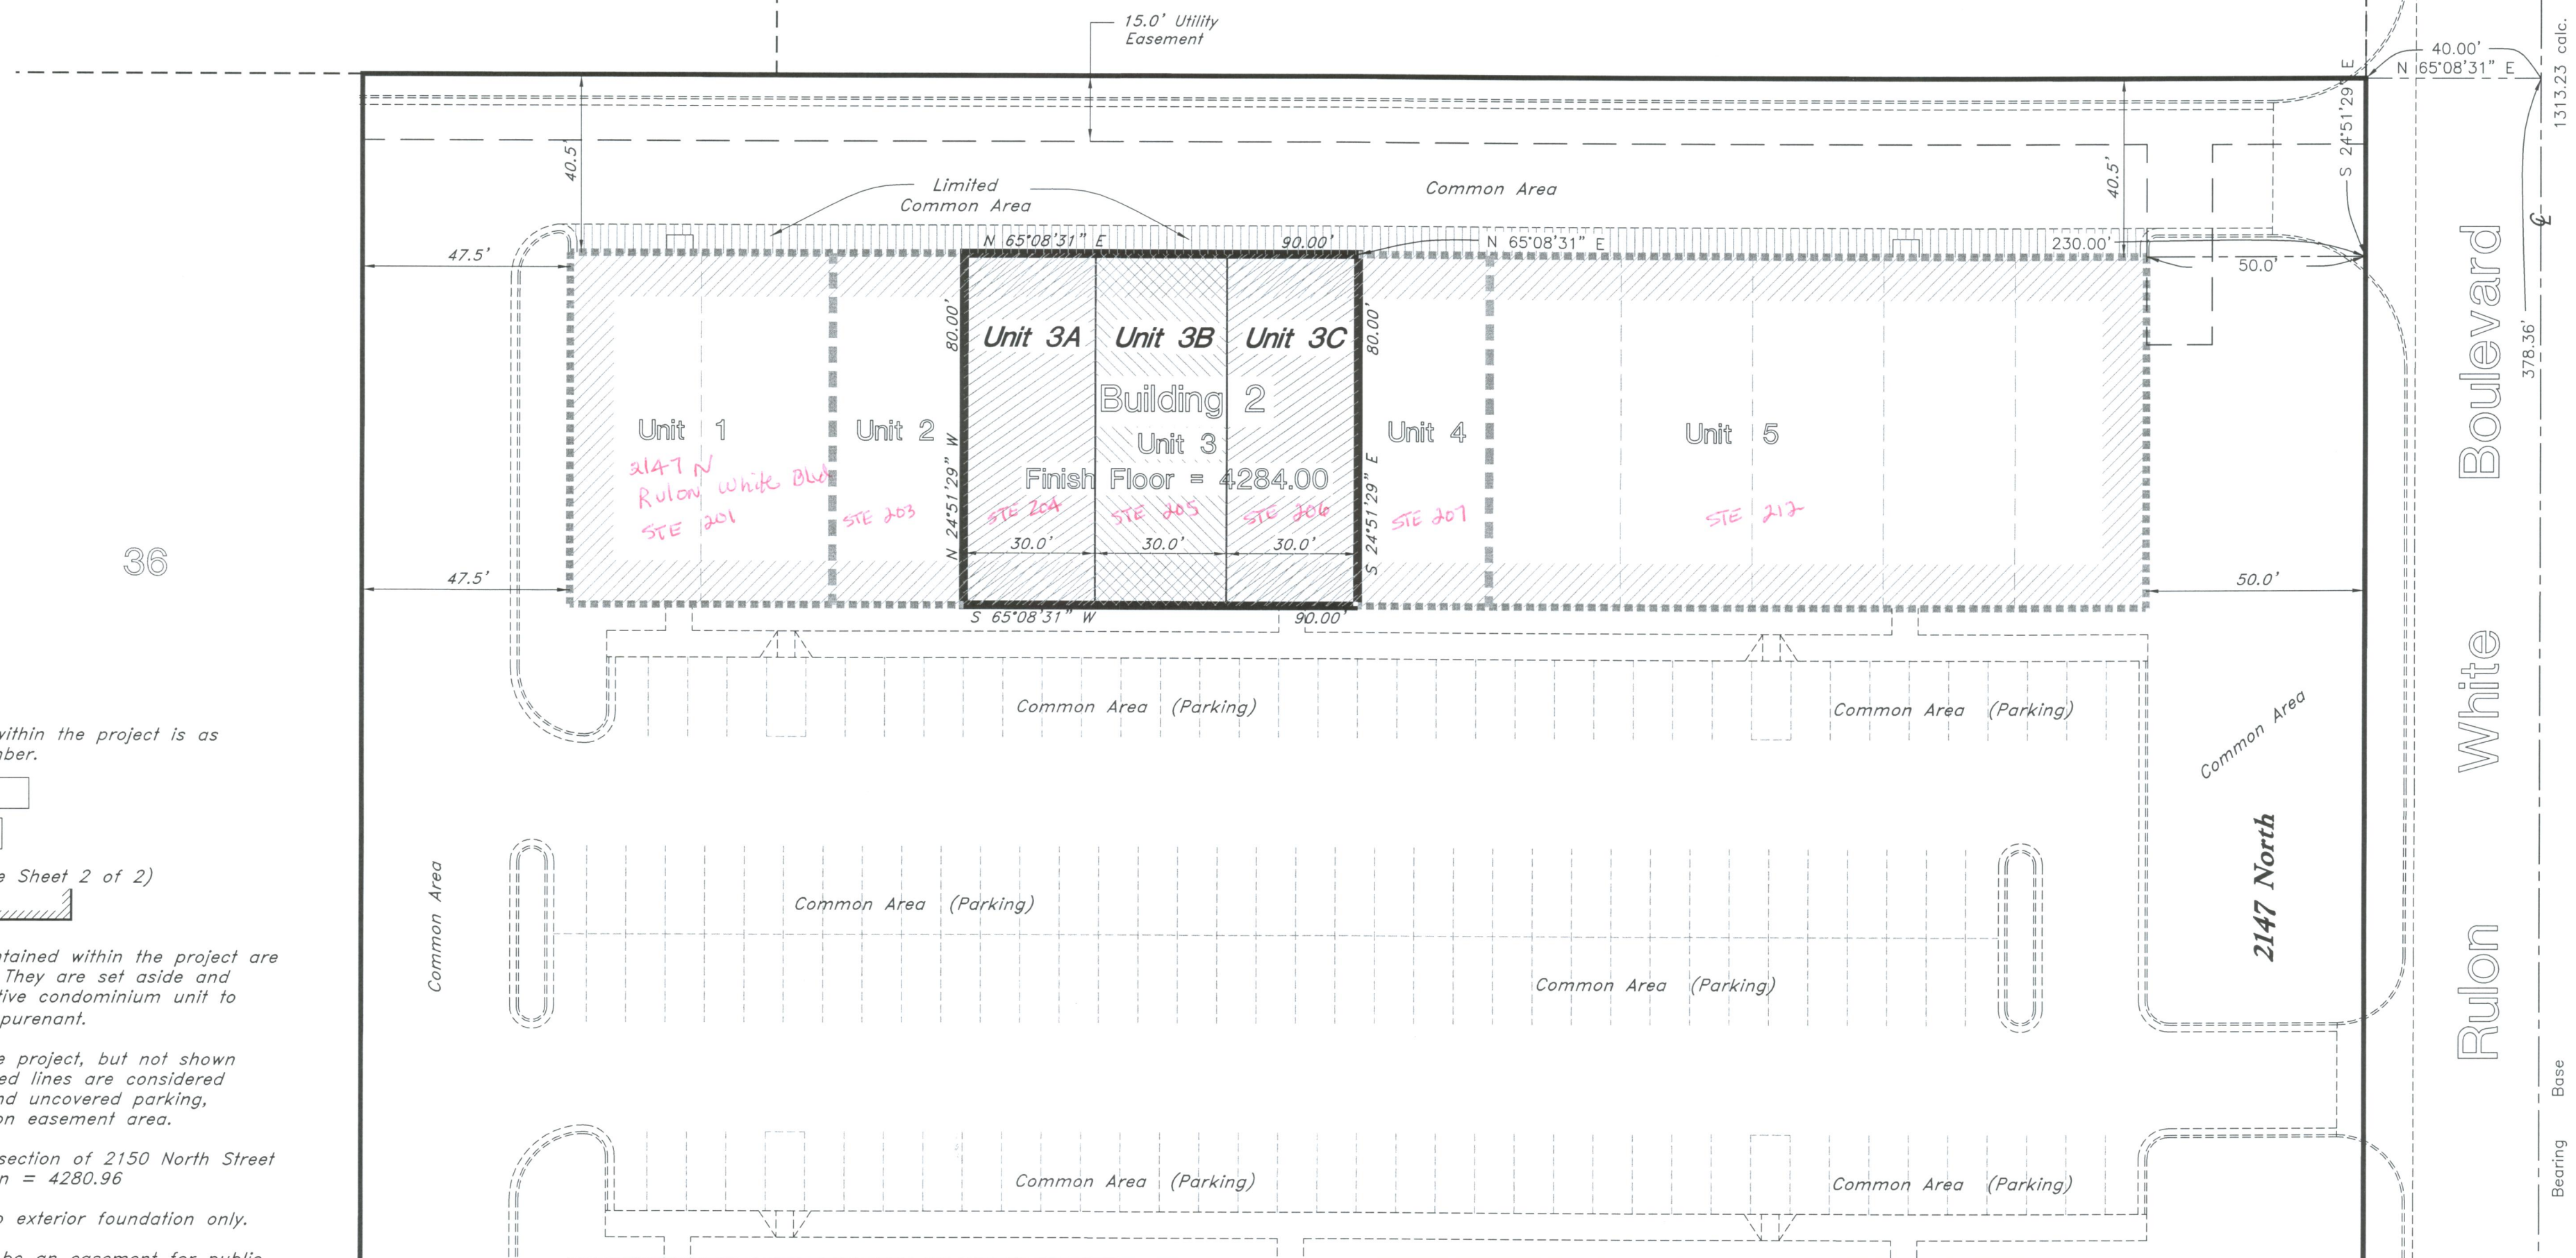 15.0' Utility
Easement
40.00'
N 65°08'31" E
1313.23 calc.
S 24°51'29" E
40.5'
40.5'
Limited
Common Area
Common Area
47.5'
N 65°08'31" E
90.00'
N 65°08'31" E
230.00'
50.0'
378.36'
80.00'
80.00'
Unit 3A
Unit 3B
Unit 3C
Building 2
Unit 1
Unit 2
Unit 3
Unit 4
Unit 5
Finish Floor = 4284.00
2147 N
Rulon White Blvd
STE 201
STE 203
STE 204
STE 205
STE 206
STE 207
STE 212
N 24°51'29" W
S 24°51'29" E
30.0'
30.0'
30.0'
47.5'
50.0'
S 65°08'31" W
90.00'
36
Common Area (Parking)
Common Area (Parking)
Common Area
within the project is as
Common Area
Common Area (Parking)
2147 North
Rulon White Boulevard
Sheet 2 of 2)
Common Area (Parking)
ntained within the project are
They are set aside and
tive condominium unit to
purenant.
e project, but not shown
ed lines are considered
nd uncovered parking,
on easement area.
section of 2150 North Street
n = 4280.96
o exterior foundation only.
be an easement for public
Common Area (Parking)
Common Area (Parking)
Bearing Base